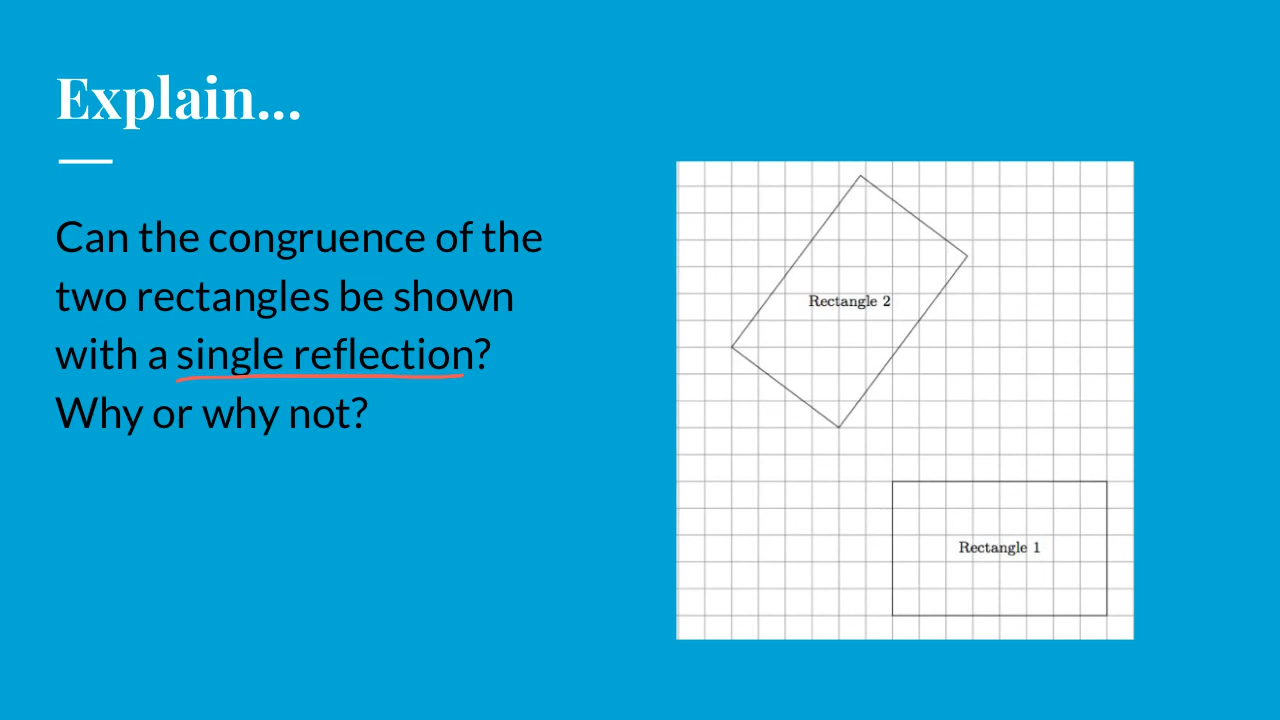 Explain...
Can the congruence of the
two rectangles be shown
with a single reflection?
Why or why not?
Rectangle 2
Rectangle 1